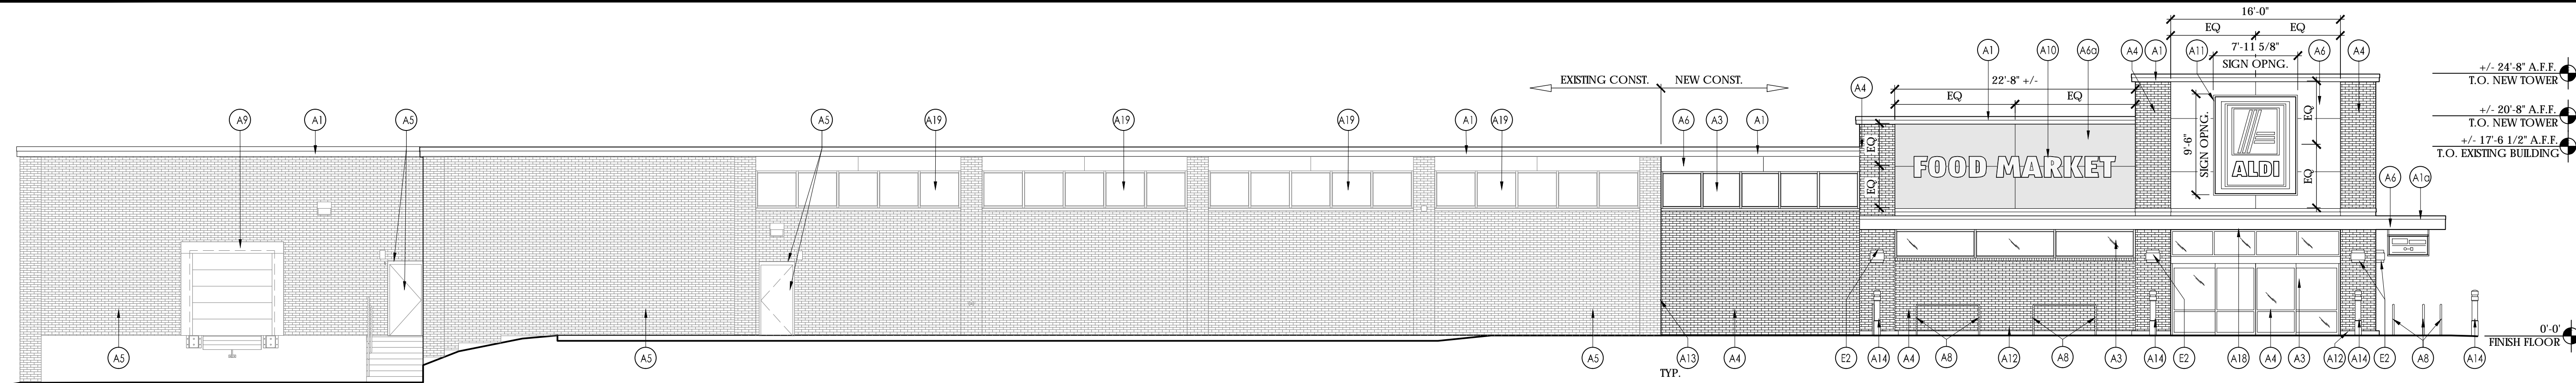 16'-0"
EQ EQ
A1 A10 A6a A4 A1 A11 7'-11 5/8" A6 A4
SIGN OPNG.
+/- 24'-8" A.F.F.
T.O. NEW TOWER
EXISTING CONST. NEW CONST.
22'-8" +/-
A4
EQ EQ
+/- 20'-8" A.F.F.
T.O. NEW TOWER
A9 A1 A5 A5 A19 A19 A19 A1 A19 A6 A3 A1
EQ
EQ
9'-6"
SIGN OPNG.
EQ
EQ
+/- 17'-6 1/2" A.F.F.
T.O. EXISTING BUILDING
FOOD MARKET
ALDI
A6 A1a
0'-0"
FINISH FLOOR
A5 A5 A5 A13 A4 E2 A14 A4 A8 A12 A8 A3 A14 E2 A18 A4 A3 A12 A14 E2 A8 A14
TYP.